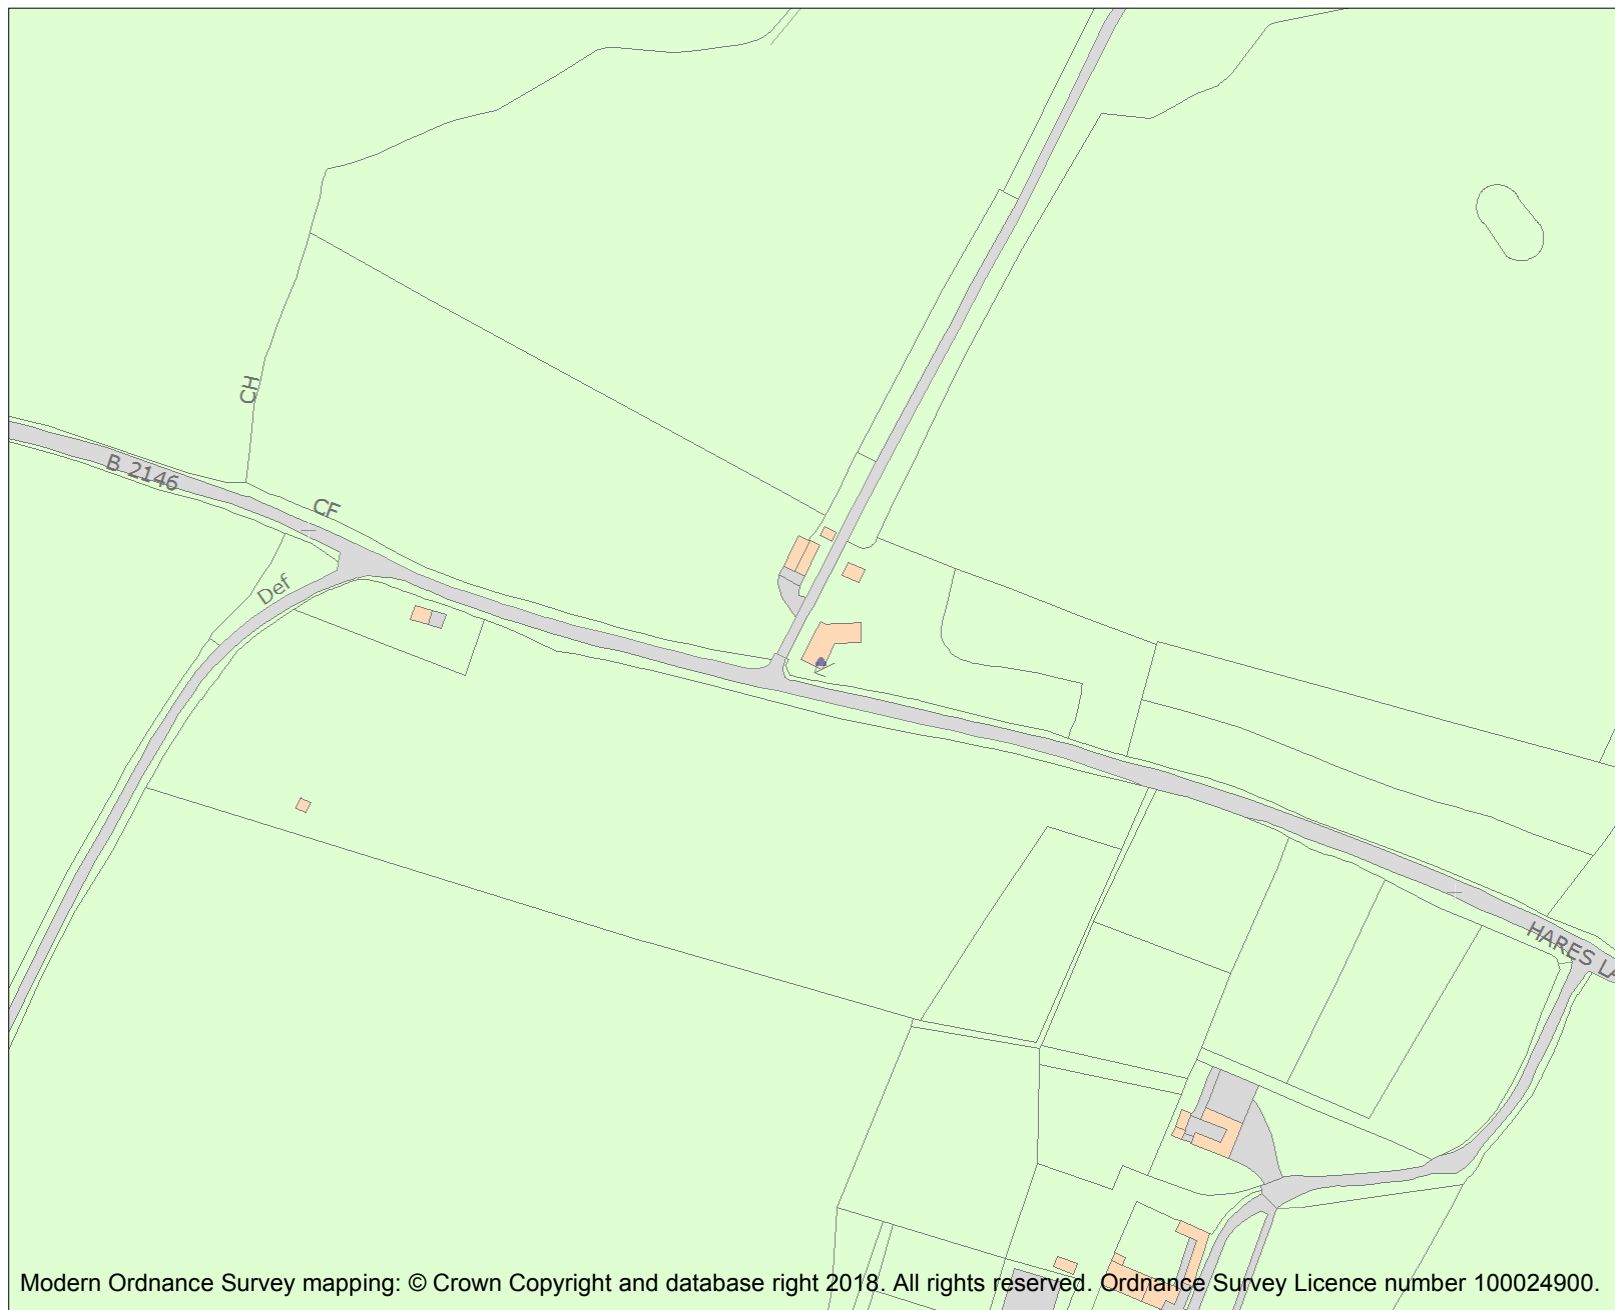 CH
B 2146
CF
Def
HARES LA
Modern Ordnance Survey mapping: © Crown Copyright and database right 2018. All rights reserved. Ordnance Survey Licence number 100024900.